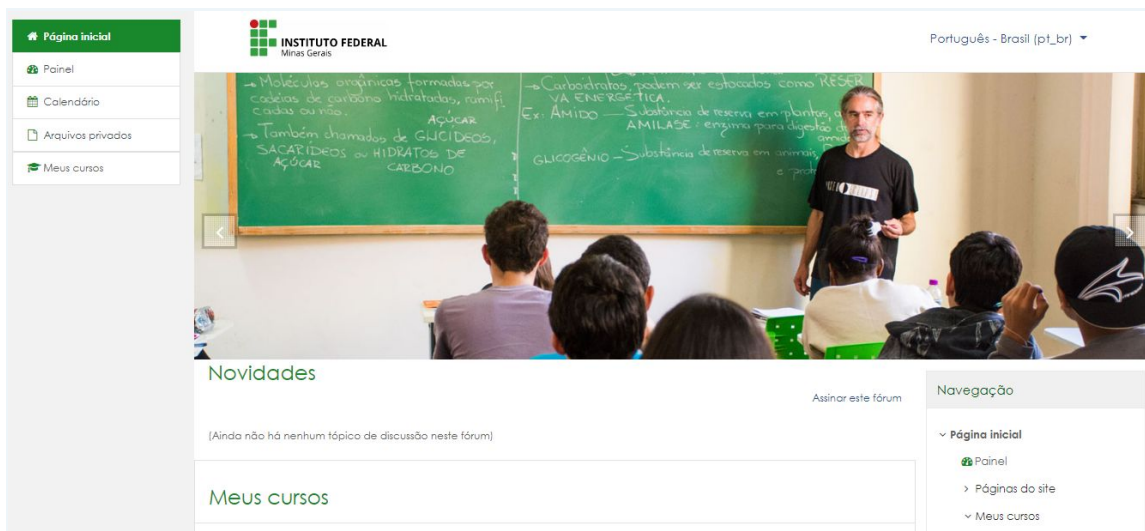 Página inicial
Painel
Calendário
Arquivos privados
Meus cursos
INSTITUTO FEDERAL
Minas Gerais
Português - Brasil (pt_br)
→ Moléculas orgânicas formadas por
cadeias de carbono hidratadas, ramifi
cadas ou não.
AÇUCAR
→ Também chamados de GLICÍDEOS,
SACARÍDEOS ou HIDRATOS DE
AÇÚCAR CARBONO
→ Carboidratos, podem ser estocados como RESER
VA ENERGÉTICA.
Ex: AMIDO — Substância de reserva em plantas,
AMILASE: enzima para digestão
GLICOGÊNIO – Substância de reserva em animais,
Novidades
Assinar este fórum
(Ainda não há nenhum tópico de discussão neste fórum)
Meus cursos
Navegação
Página inicial
Painel
Páginas do site
Meus cursos